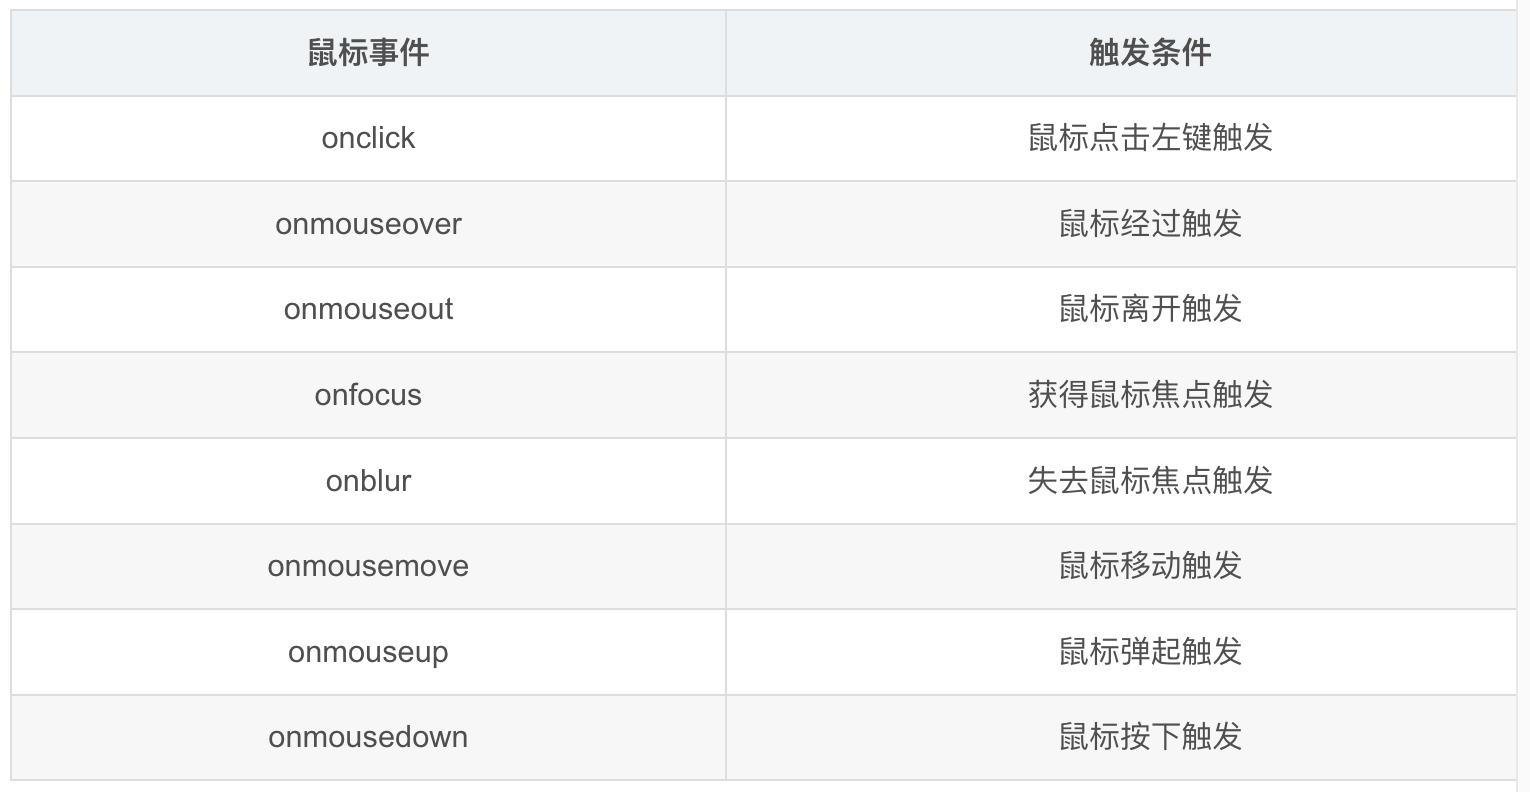 鼠标事件 触发条件
onclick 鼠标点击左键触发
onmouseover 鼠标经过触发
onmouseout 鼠标离开触发
onfocus 获得鼠标焦点触发
onblur 失去鼠标焦点触发
onmousemove 鼠标移动触发
onmouseup 鼠标弹起触发
onmousedown 鼠标按下触发